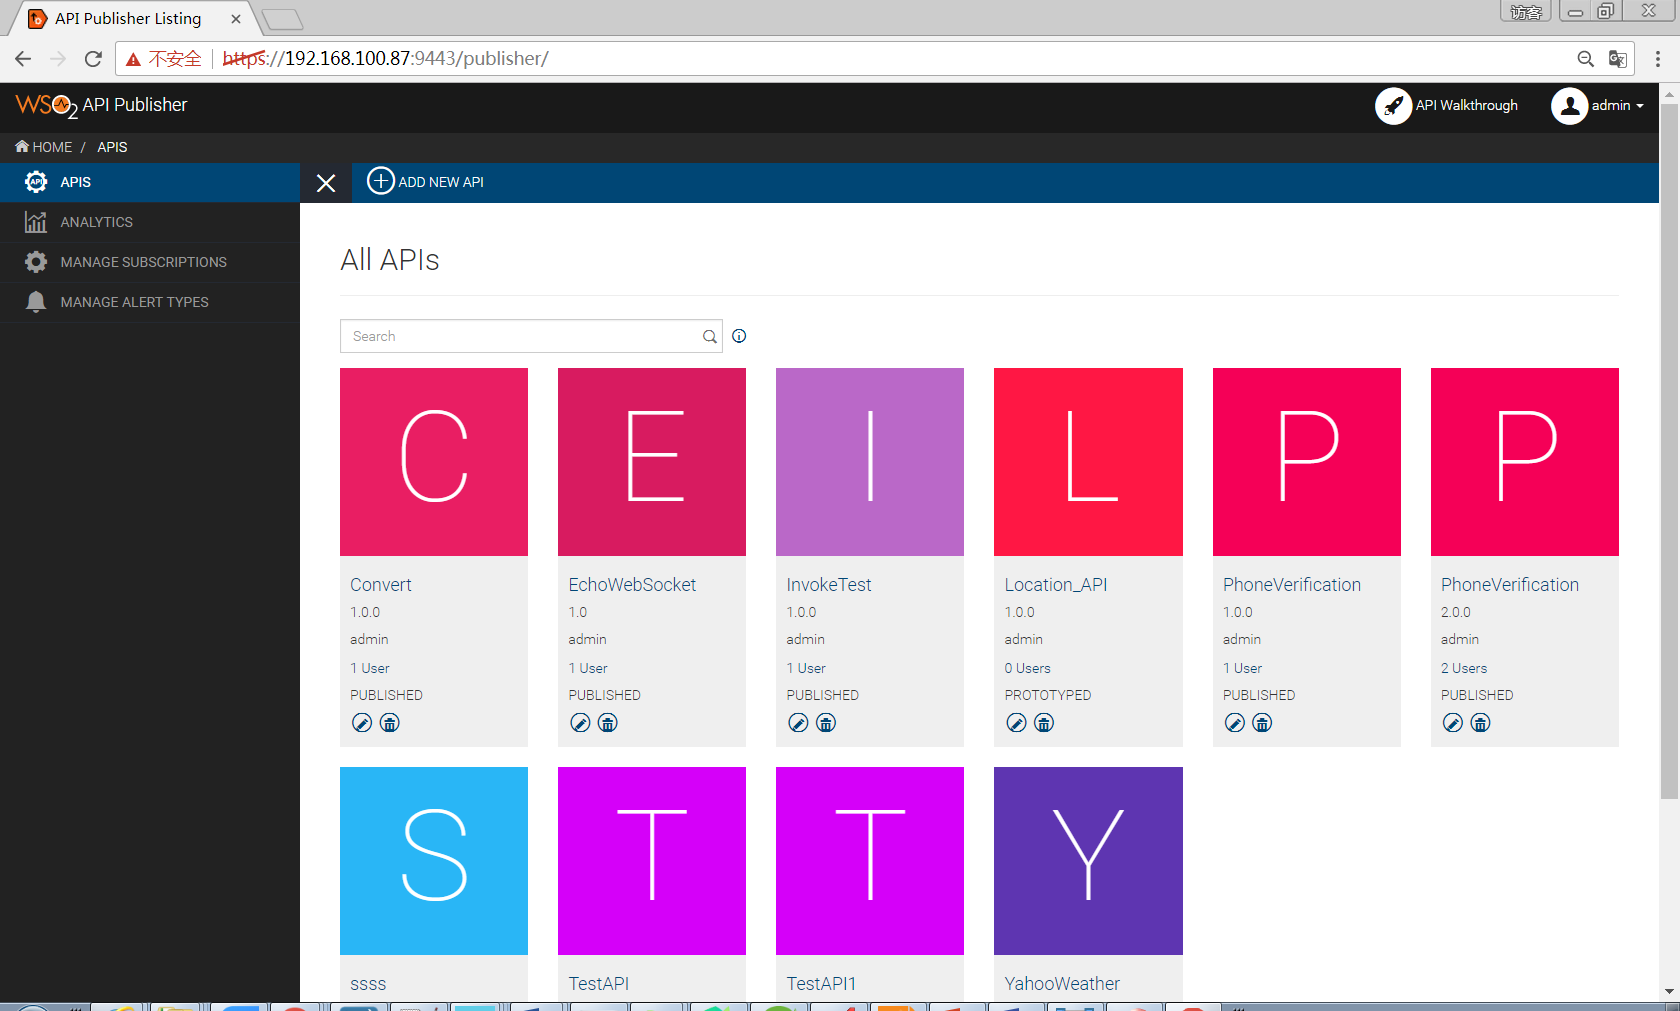 API Publisher Listing
访客
不安全 https://192.168.100.87:9443/publisher/
WSO2 API Publisher
API Walkthrough
admin
HOME / APIS
APIS
ADD NEW API
ANALYTICS
MANAGE SUBSCRIPTIONS
MANAGE ALERT TYPES
All APIs
Search
C
E
I
L
P
P
Convert
1.0.0
admin
1 User
PUBLISHED
EchoWebSocket
1.0
admin
1 User
PUBLISHED
InvokeTest
1.0.0
admin
1 User
PUBLISHED
Location_API
1.0.0
admin
0 Users
PROTOTYPED
PhoneVerification
1.0.0
admin
1 User
PUBLISHED
PhoneVerification
2.0.0
admin
2 Users
PUBLISHED
S
T
T
Y
ssss
TestAPI
TestAPI1
YahooWeather